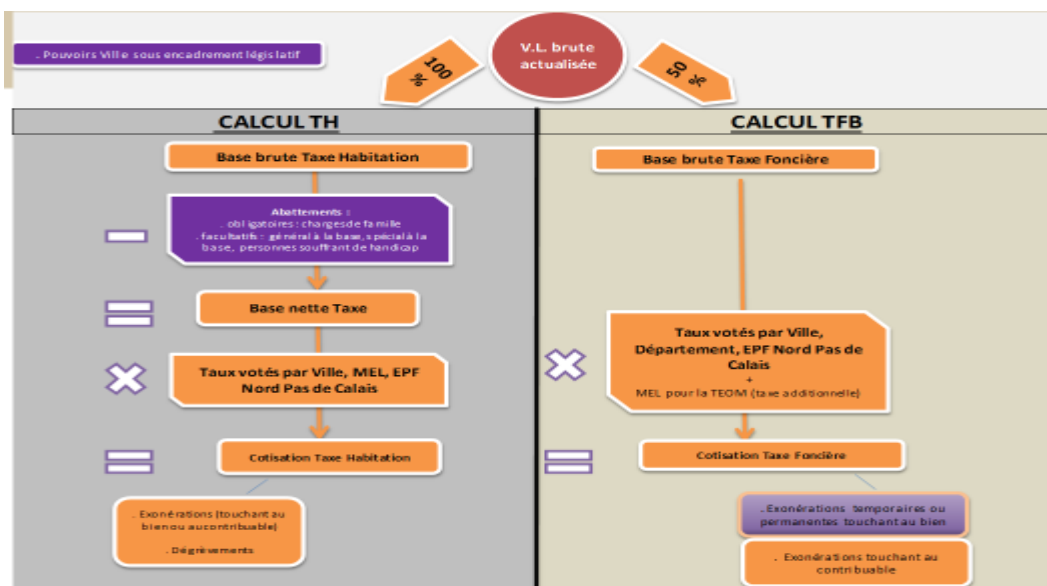 . Pouvoirs Ville sous encadrement législatif
V.L. brute
actualisée
100
%
50
%
CALCUL TH
Base brute Taxe Habitation
Abattements :
. obligatoires : charges de famille
. facultatifs : général à la base, spécial à la
base, personnes souffrant de handicap
Base nette Taxe
Taux votés par Ville, MEL, EPF
Nord Pas de Calais
Cotisation Taxe Habitation
. Exonérations (touchant au
bien ou au contribuable)
. Dégrèvements
CALCUL TFB
Base brute Taxe Foncière
Taux votés par Ville,
Département, EPF Nord Pas de
Calais
+
MEL pour la TEOM (taxe additionnelle)
Cotisation Taxe Foncière
. Exonérations temporaires ou
permanentes touchant au bien
. Exonérations touchant au
contribuable